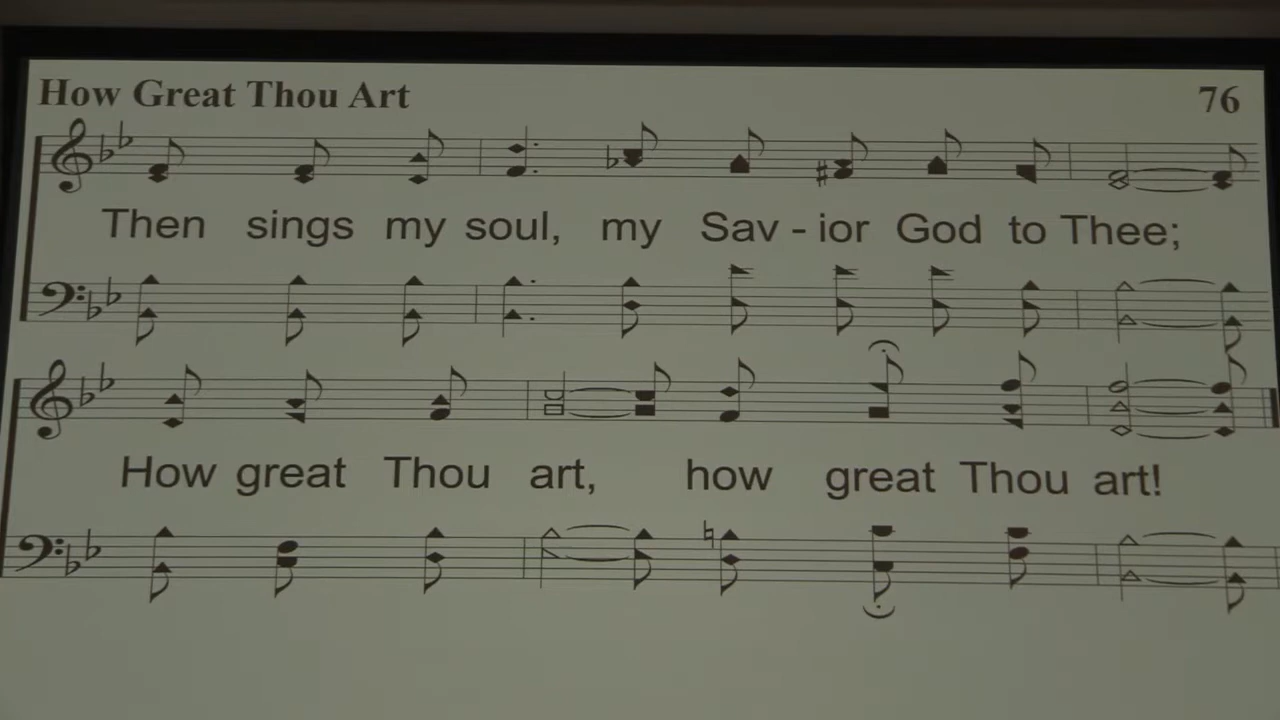 How Great Thou Art 76
Then sings my soul, my Sav - ior God to Thee;
How great Thou art, how great Thou art!